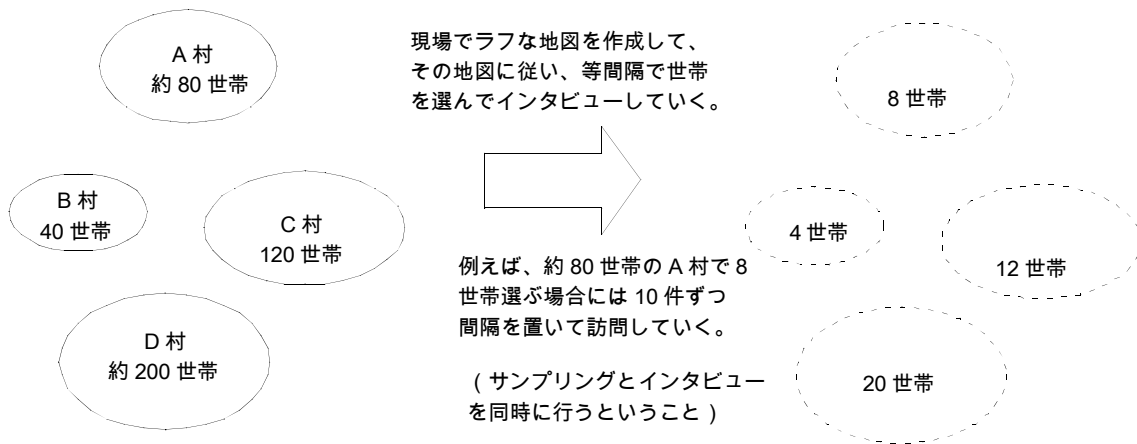 A 村
約 80 世帯
B 村
40 世帯
C 村
120 世帯
D 村
約 200 世帯
現場でラフな地図を作成して、
その地図に従い、等間隔で世帯
を選んでインタビューしていく。
例えば、約 80 世帯の A 村で 8
世帯選ぶ場合には 10 件ずつ
間隔を置いて訪問していく。
（サンプリングとインタビュー
を同時に行うということ）
8 世帯
4 世帯
12 世帯
20 世帯